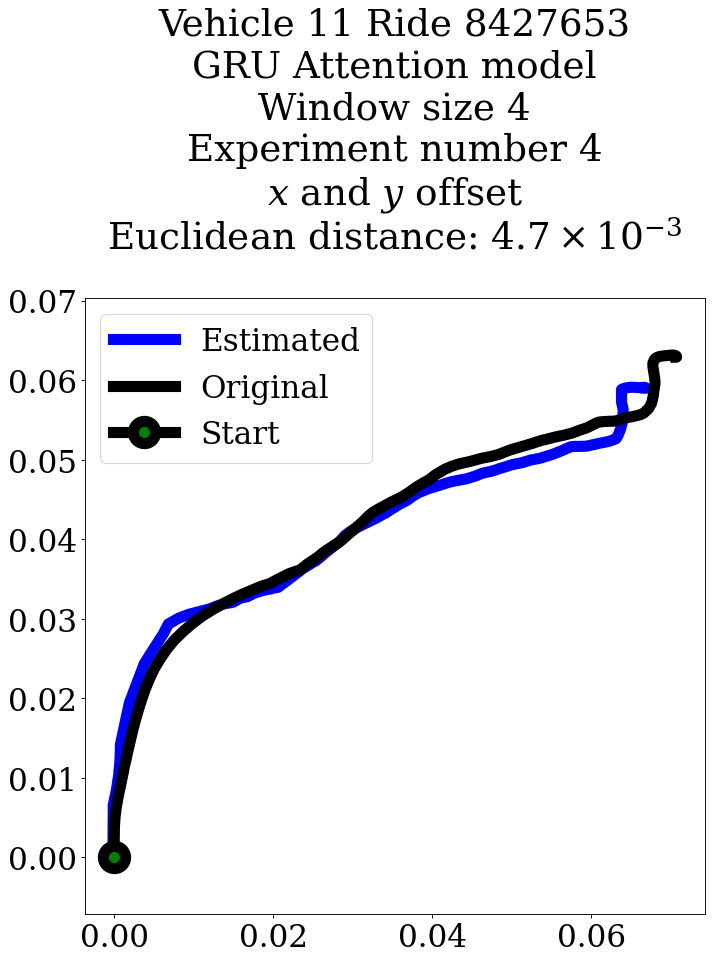 Vehicle 11 Ride 8427653
GRU Attention model
Window size 4
Experiment number 4
x and y offset
Euclidean distance: 4.7 × 10⁻³
0.07
0.06
0.05
0.04
0.03
0.02
0.01
0.00
Estimated
Original
Start
0.00 0.02 0.04 0.06